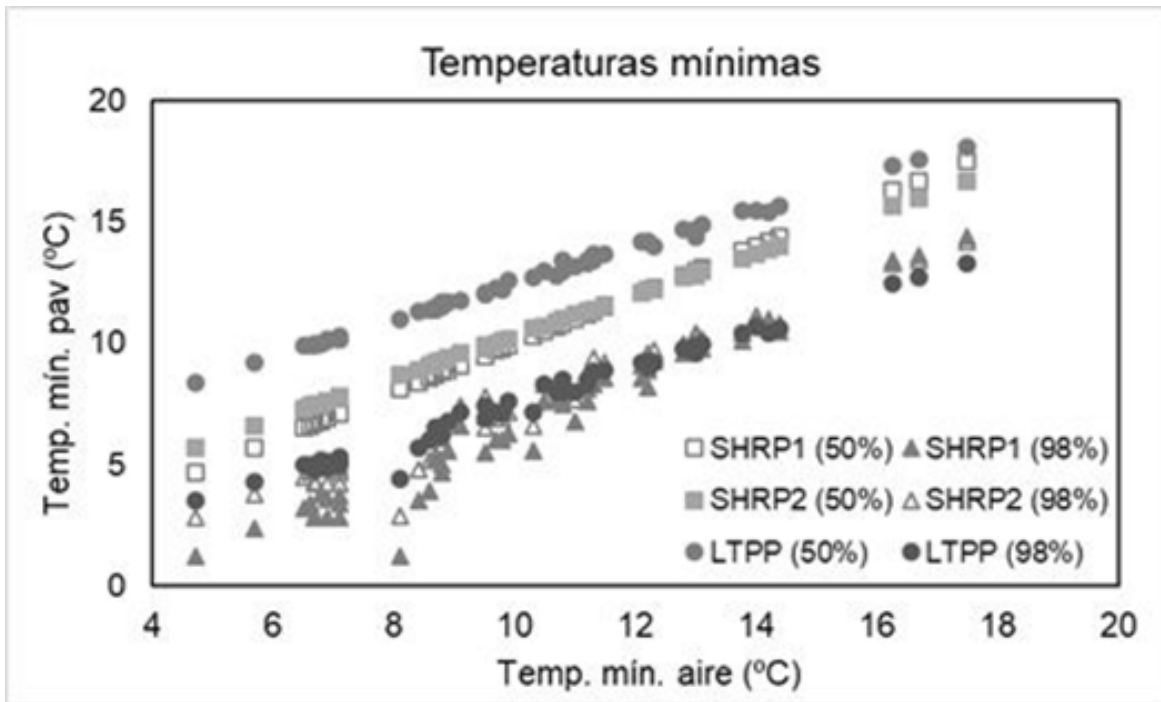 Temperaturas mínimas
20
15
10
5
0
Temp. mín. pav (ºC)
SHRP1 (50%) SHRP1 (98%)
SHRP2 (50%) SHRP2 (98%)
LTPP (50%) LTPP (98%)
4 6 8 10 12 14 16 18 20
Temp. mín. aire (ºC)